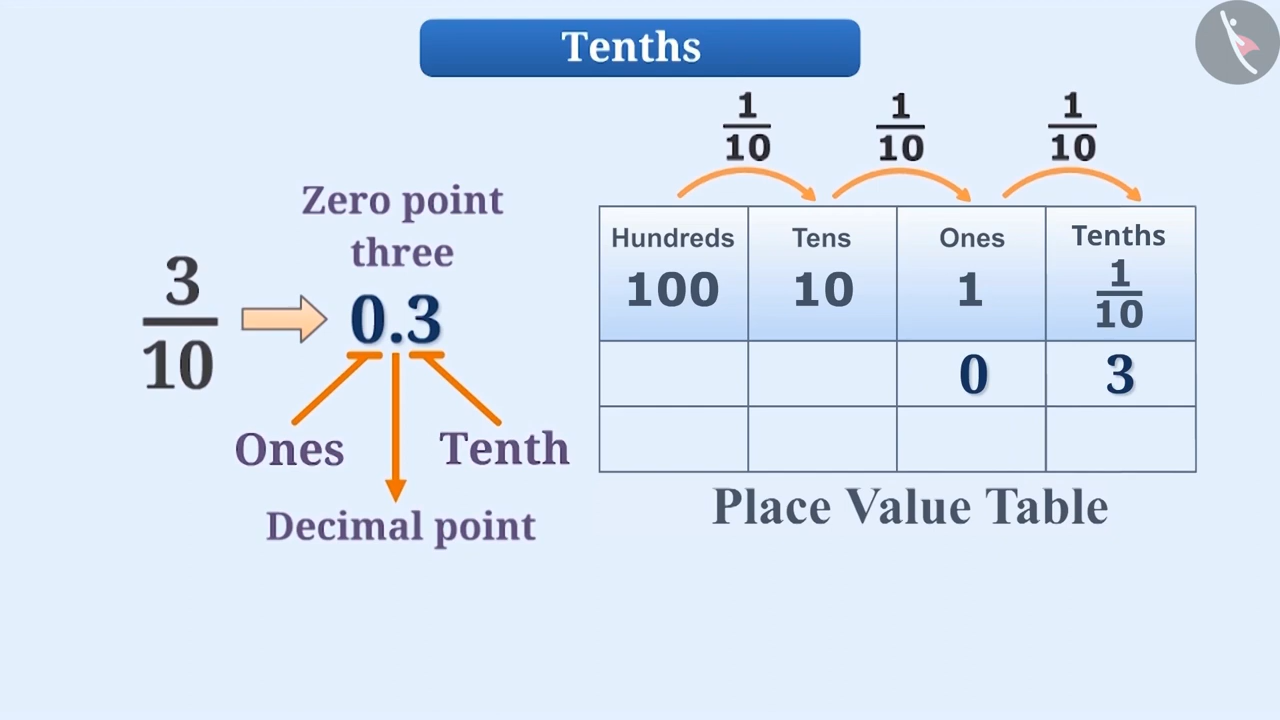 Tenths
1/10 1/10 1/10
Zero point
three
3/10 0.3
Ones Tenth
Decimal point
Hundreds Tens Ones Tenths
100 10 1 1/10
0 3
Place Value Table